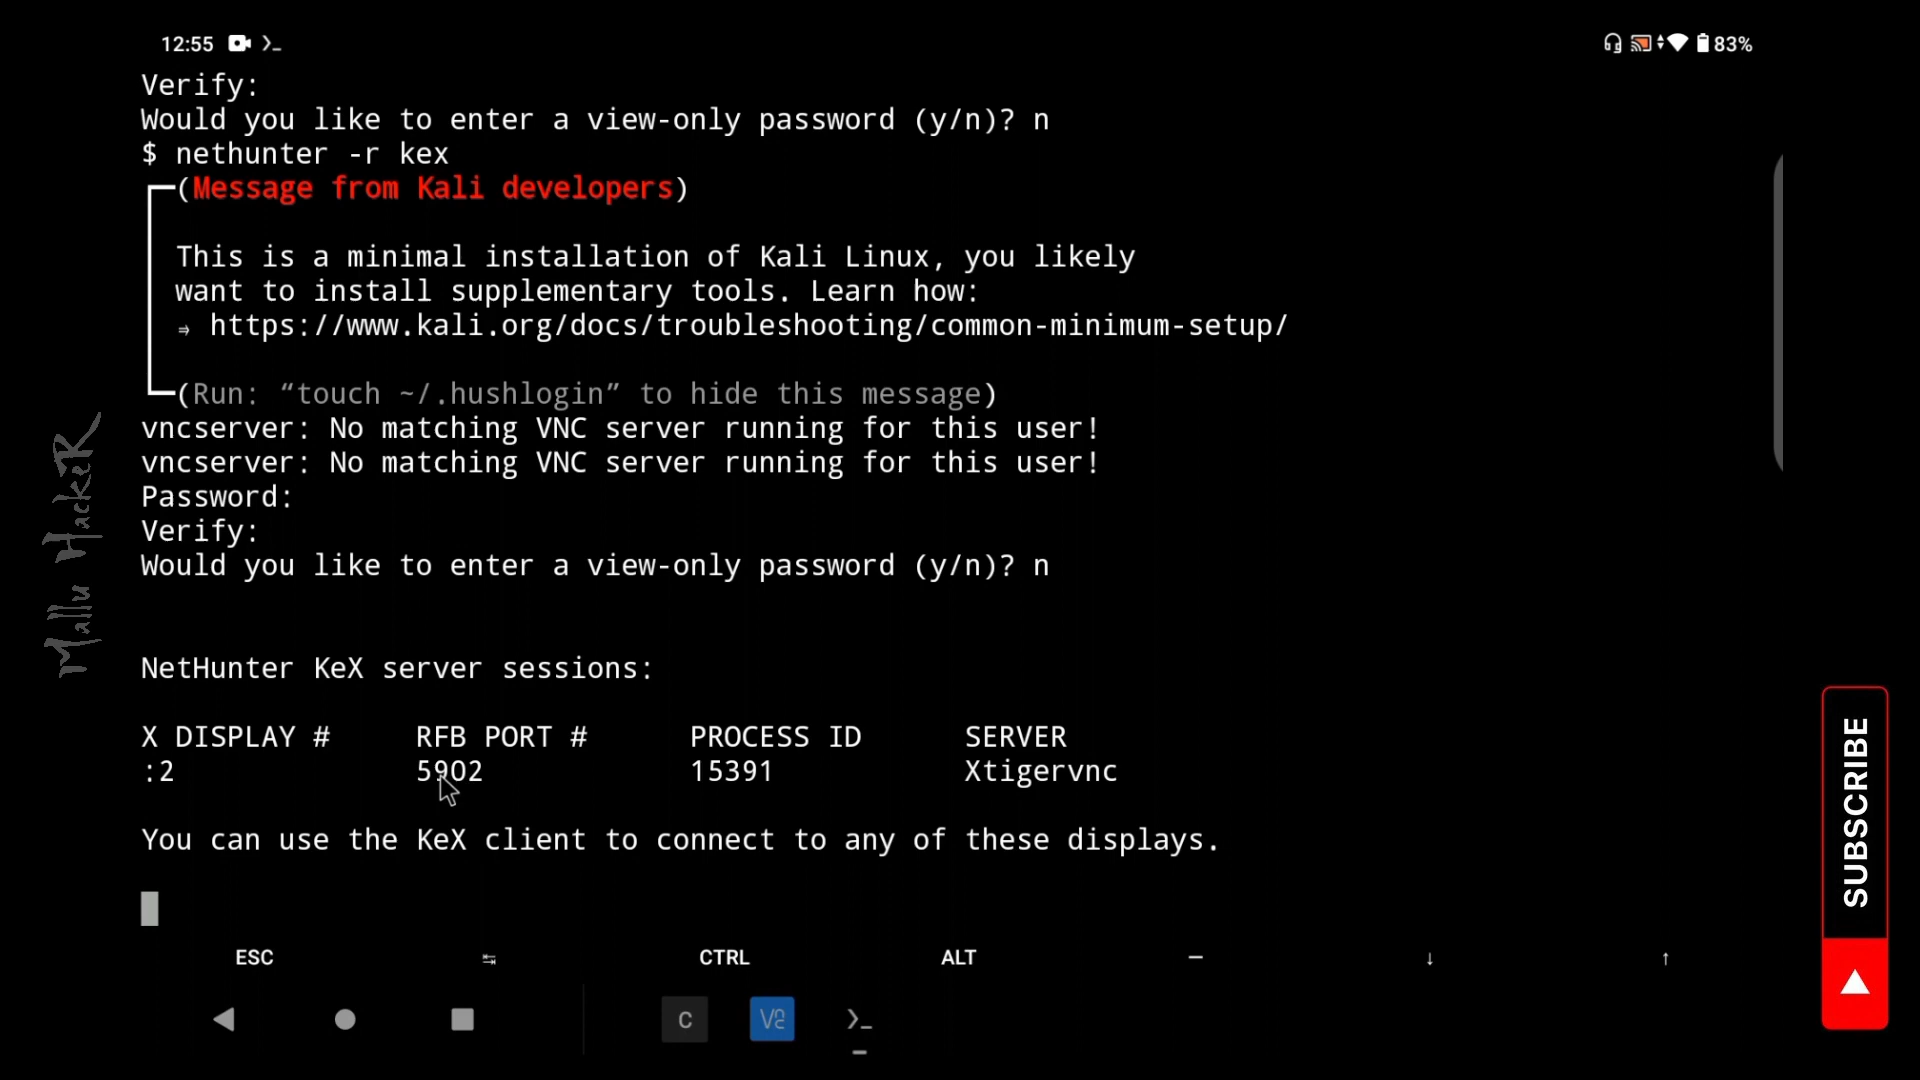 12:55 83%
Verify:
Would you like to enter a view-only password (y/n)? n
$ nethunter -r kex
(Message from Kali developers)
This is a minimal installation of Kali Linux, you likely
want to install supplementary tools. Learn how:
⇒ https://www.kali.org/docs/troubleshooting/common-minimum-setup/
(Run: “touch ~/.hushlogin” to hide this message)
vncserver: No matching VNC server running for this user!
vncserver: No matching VNC server running for this user!
Password:
Verify:
Would you like to enter a view-only password (y/n)? n
NetHunter KeX server sessions:
X DISPLAY # RFB PORT # PROCESS ID SERVER
:2 5902 15391 Xtigervnc
You can use the KeX client to connect to any of these displays.
ESC ⇆ CTRL ALT — ↓ ↑
C V2 >_
Mallu HackeR
SUBSCRIBE